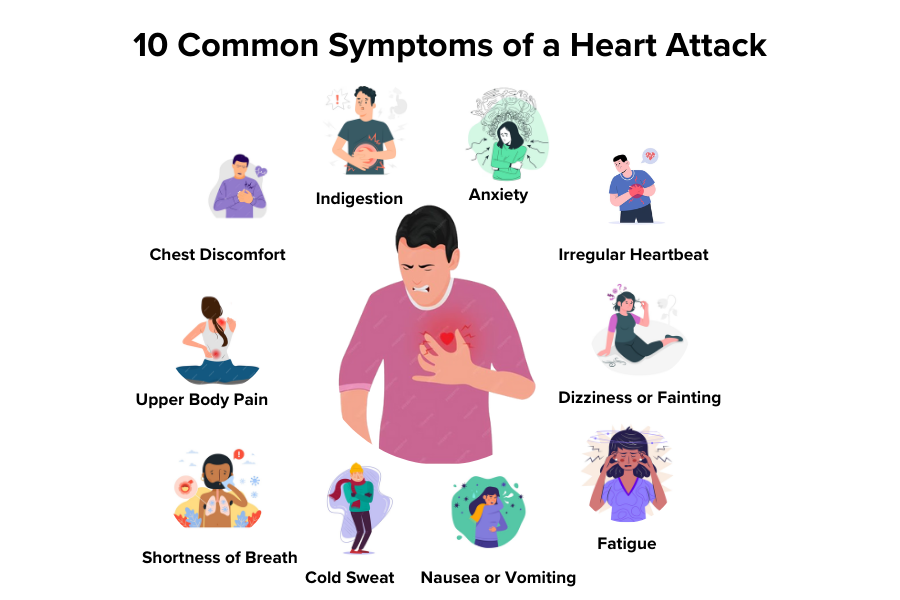 10 Common Symptoms of a Heart Attack
Indigestion
Anxiety
Chest Discomfort
Irregular Heartbeat
Upper Body Pain
Dizziness or Fainting
Shortness of Breath
Fatigue
Cold Sweat
Nausea or Vomiting